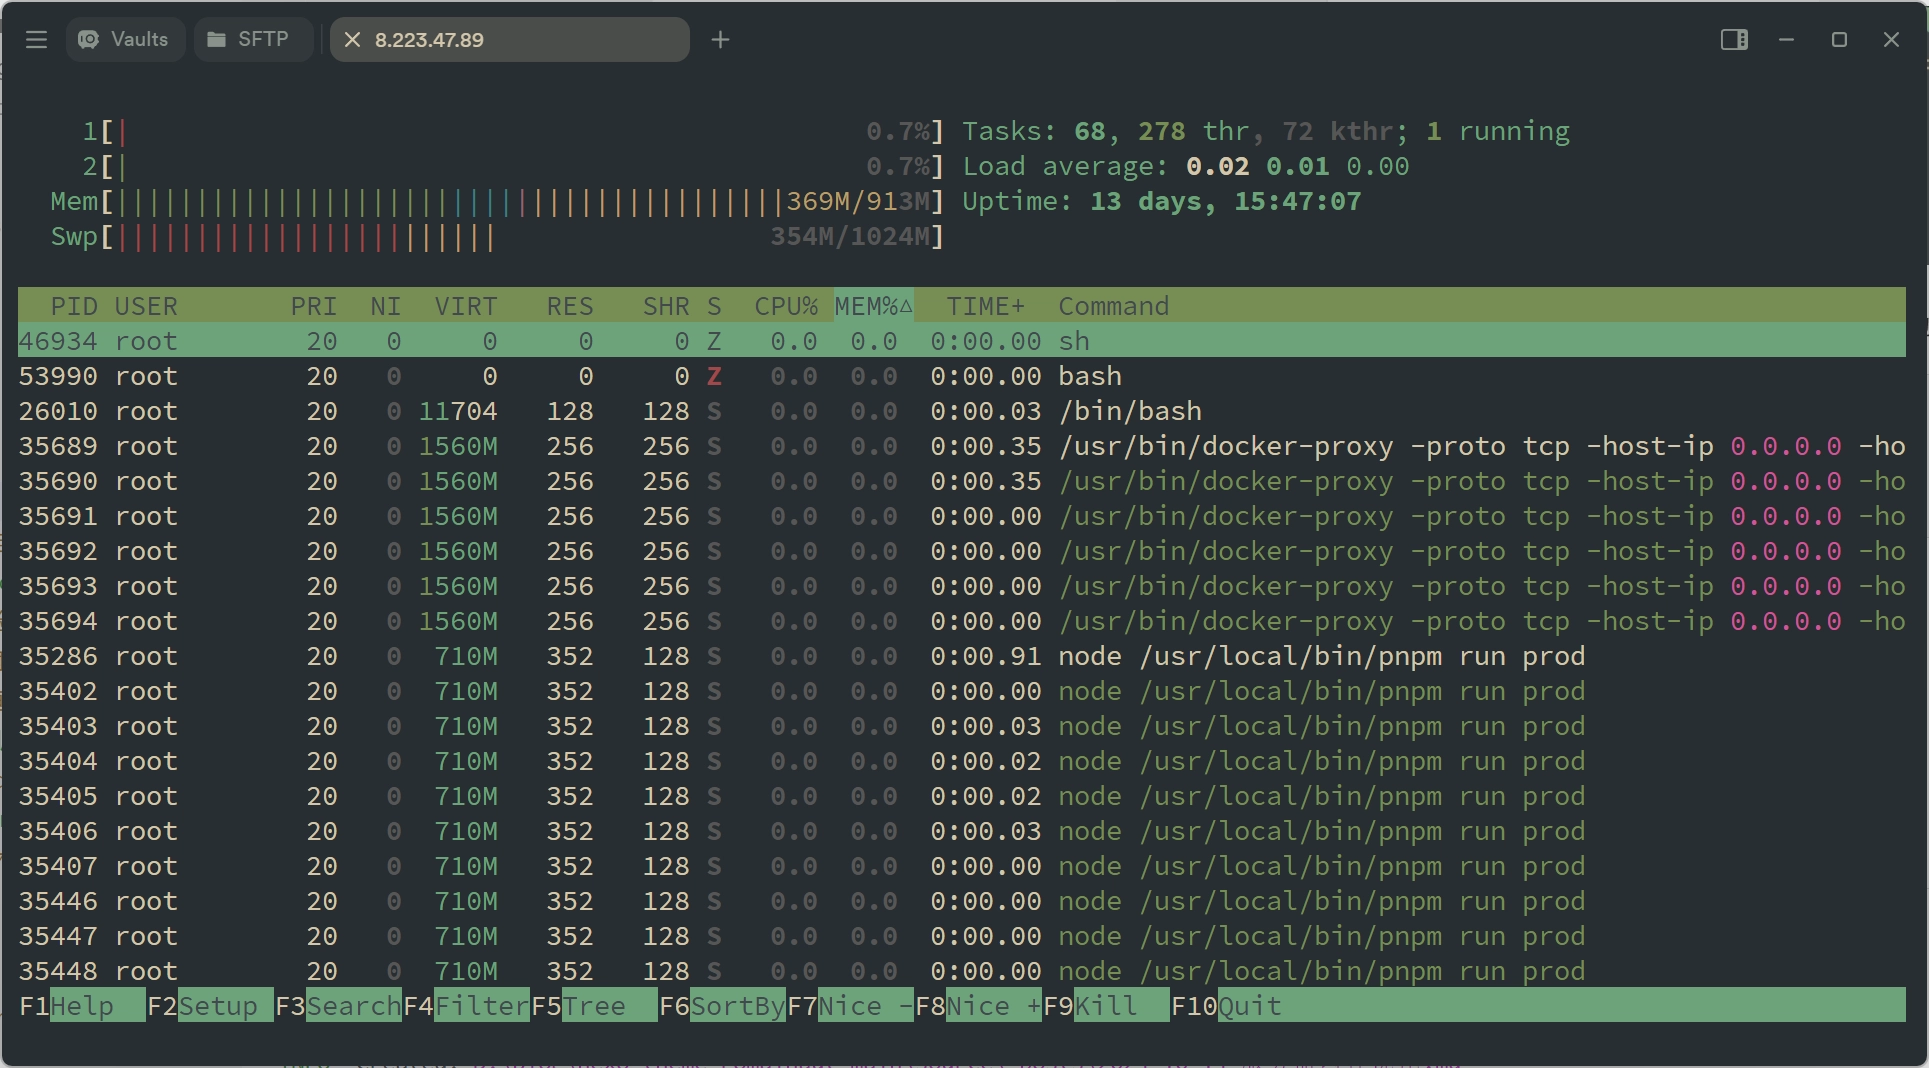 Vaults SFTP 8.223.47.89
1[| 0.7%] Tasks: 68, 278 thr, 72 kthr; 1 running
2[| 0.7%] Load average: 0.02 0.01 0.00
Mem[||||||||||||||||||||||||||||||||||||||||||369M/913M] Uptime: 13 days, 15:47:07
Swp[|||||||||||||||||||||||| 354M/1024M]
PID USER PRI NI VIRT RES SHR S CPU% MEM%△ TIME+ Command
46934 root 20 0 0 0 0 Z 0.0 0.0 0:00.00 sh
53990 root 20 0 0 0 0 Z 0.0 0.0 0:00.00 bash
26010 root 20 0 11704 128 128 S 0.0 0.0 0:00.03 /bin/bash
35689 root 20 0 1560M 256 256 S 0.0 0.0 0:00.35 /usr/bin/docker-proxy -proto tcp -host-ip 0.0.0.0 -ho
35690 root 20 0 1560M 256 256 S 0.0 0.0 0:00.35 /usr/bin/docker-proxy -proto tcp -host-ip 0.0.0.0 -ho
35691 root 20 0 1560M 256 256 S 0.0 0.0 0:00.00 /usr/bin/docker-proxy -proto tcp -host-ip 0.0.0.0 -ho
35692 root 20 0 1560M 256 256 S 0.0 0.0 0:00.00 /usr/bin/docker-proxy -proto tcp -host-ip 0.0.0.0 -ho
35693 root 20 0 1560M 256 256 S 0.0 0.0 0:00.00 /usr/bin/docker-proxy -proto tcp -host-ip 0.0.0.0 -ho
35694 root 20 0 1560M 256 256 S 0.0 0.0 0:00.00 /usr/bin/docker-proxy -proto tcp -host-ip 0.0.0.0 -ho
35286 root 20 0 710M 352 128 S 0.0 0.0 0:00.91 node /usr/local/bin/pnpm run prod
35402 root 20 0 710M 352 128 S 0.0 0.0 0:00.00 node /usr/local/bin/pnpm run prod
35403 root 20 0 710M 352 128 S 0.0 0.0 0:00.03 node /usr/local/bin/pnpm run prod
35404 root 20 0 710M 352 128 S 0.0 0.0 0:00.02 node /usr/local/bin/pnpm run prod
35405 root 20 0 710M 352 128 S 0.0 0.0 0:00.02 node /usr/local/bin/pnpm run prod
35406 root 20 0 710M 352 128 S 0.0 0.0 0:00.03 node /usr/local/bin/pnpm run prod
35407 root 20 0 710M 352 128 S 0.0 0.0 0:00.00 node /usr/local/bin/pnpm run prod
35446 root 20 0 710M 352 128 S 0.0 0.0 0:00.00 node /usr/local/bin/pnpm run prod
35447 root 20 0 710M 352 128 S 0.0 0.0 0:00.00 node /usr/local/bin/pnpm run prod
35448 root 20 0 710M 352 128 S 0.0 0.0 0:00.00 node /usr/local/bin/pnpm run prod
F1Help F2Setup F3SearchF4FilterF5Tree F6SortByF7Nice -F8Nice +F9Kill F10Quit